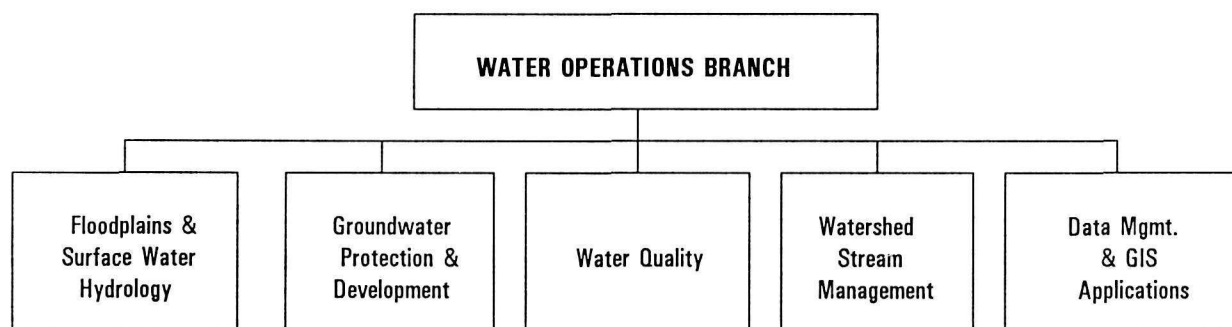 WATER OPERATIONS BRANCH
Floodplains &
Surface Water
Hydrology
Groundwater
Protection &
Development
Water Quality
Watershed
Stream
Management
Data Mgmt.
& GIS
Applications